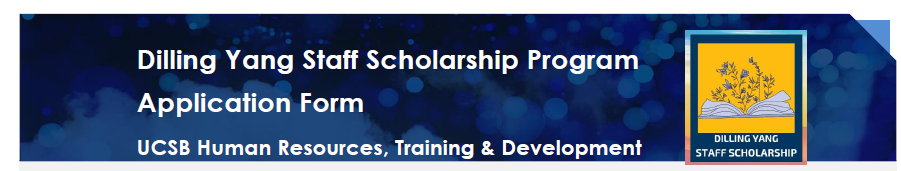 Dilling Yang Staff Scholarship Program
Application Form
UCSB Human Resources, Training & Development
DILLING YANG
STAFF SCHOLARSHIP